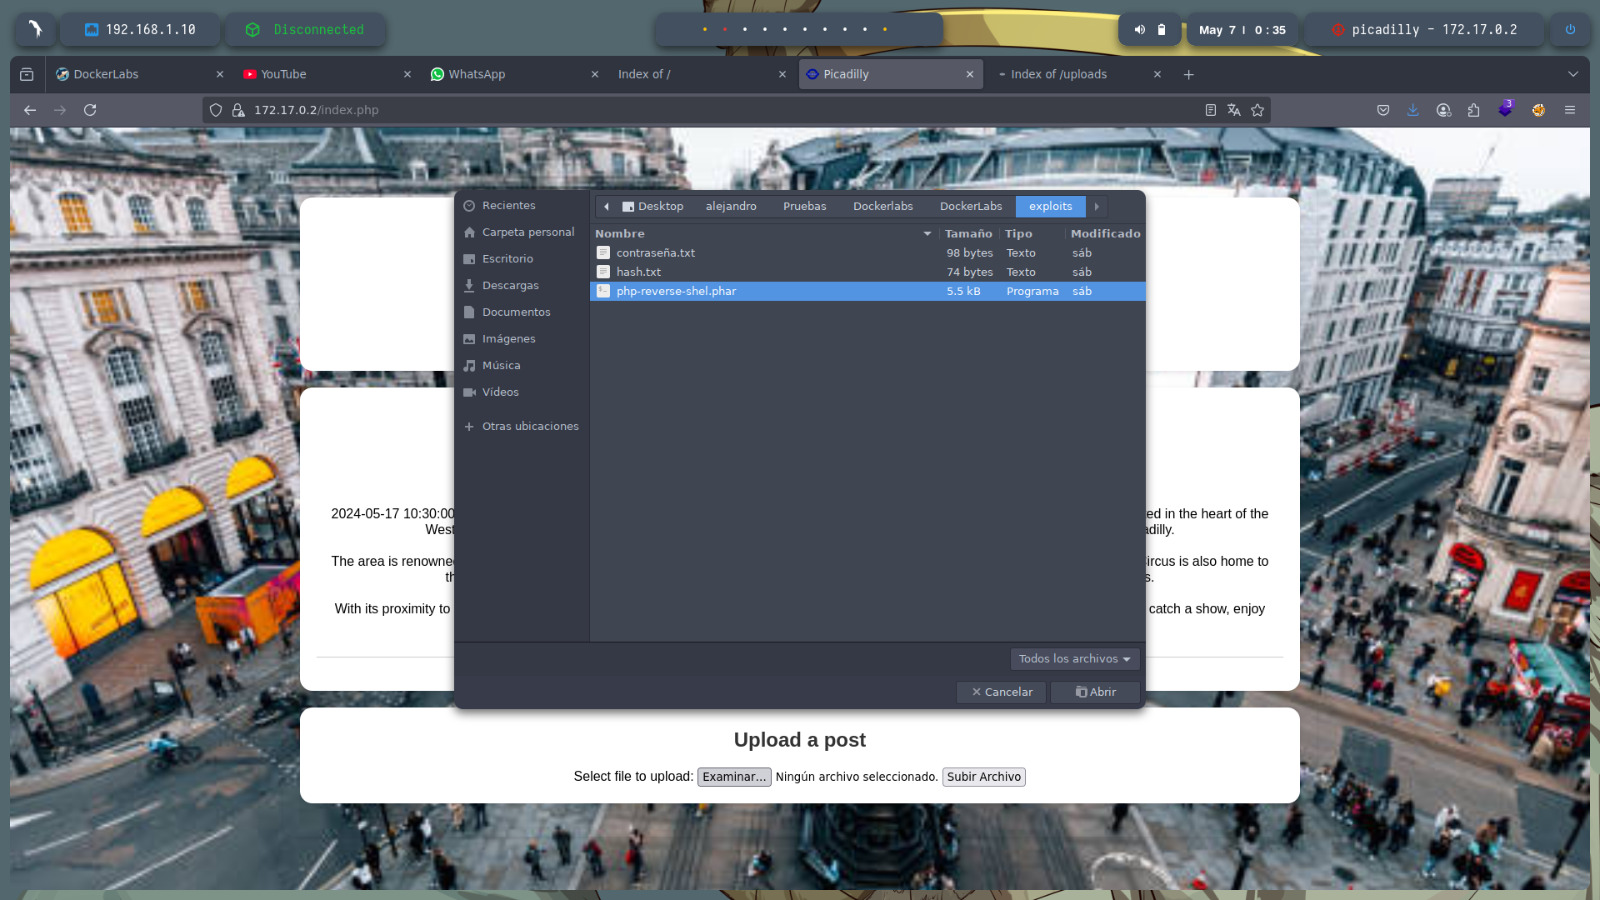 192.168.1.10
Disconnected
May 7 | 0:35
picadilly - 172.17.0.2
DockerLabs
YouTube
WhatsApp
Index of /
Picadilly
Index of /uploads
172.17.0.2/index.php
3
Recientes
Carpeta personal
Escritorio
Descargas
Documentos
Imágenes
Música
Vídeos
Otras ubicaciones
Desktop
alejandro
Pruebas
Dockerlabs
DockerLabs
exploits
Nombre
Tamaño
Tipo
Modificado
contraseña.txt
98 bytes
Texto
sáb
hash.txt
74 bytes
Texto
sáb
php-reverse-shel.phar
5.5 kB
Programa
sáb
Todos los archivos
Cancelar
Abrir
2024-05-17 10:30:00
ed in the heart of the
West
adilly.
The area is renowne
ircus is also home to
th
s.
With its proximity to
catch a show, enjoy
Upload a post
Select file to upload: Examinar... Ningún archivo seleccionado. Subir Archivo